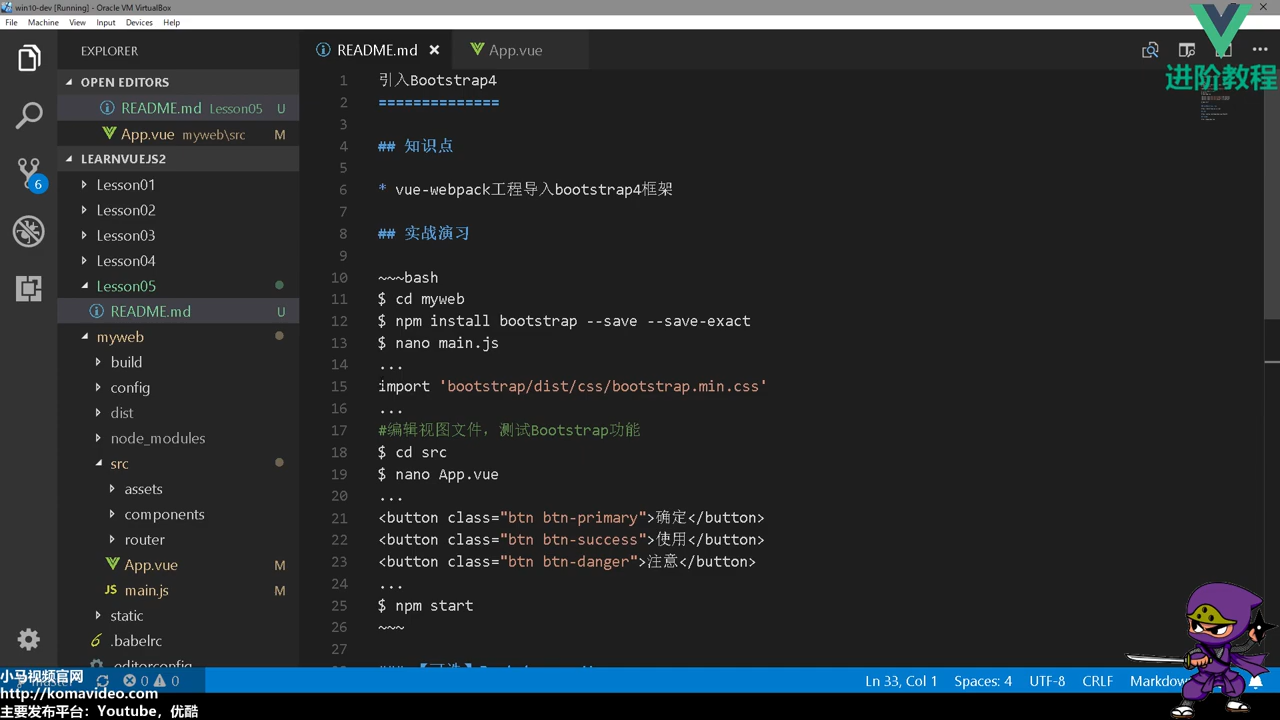 win10-dev [Running] - Oracle VM VirtualBox
File Machine View Input Devices Help
EXPLORER
README.md
App.vue
进阶教程
OPEN EDITORS
README.md Lesson05 U
App.vue myweb\src M
LEARNVUEJS2
Lesson01
Lesson02
Lesson03
Lesson04
Lesson05
README.md U
myweb
build
config
dist
node_modules
src
assets
components
router
App.vue M
JS main.js M
static
.babelrc
.editorconfig
6
1 引入Bootstrap4
2 ==============
3
4 ## 知识点
5
6 * vue-webpack工程导入bootstrap4框架
7
8 ## 实战演习
9
10 ~~~bash
11 $ cd myweb
12 $ npm install bootstrap --save --save-exact
13 $ nano main.js
14 ...
15 import 'bootstrap/dist/css/bootstrap.min.css'
16 ...
17 #编辑视图文件，测试Bootstrap功能
18 $ cd src
19 $ nano App.vue
20 ...
21 <button class="btn btn-primary">确定</button>
22 <button class="btn btn-success">使用</button>
23 <button class="btn btn-danger">注意</button>
24 ...
25 $ npm start
26 ~~~
27
小马视频官网
http://komavideo.com
主要发布平台：Youtube，优酷
0 0
Ln 33, Col 1 Spaces: 4 UTF-8 CRLF Markdow